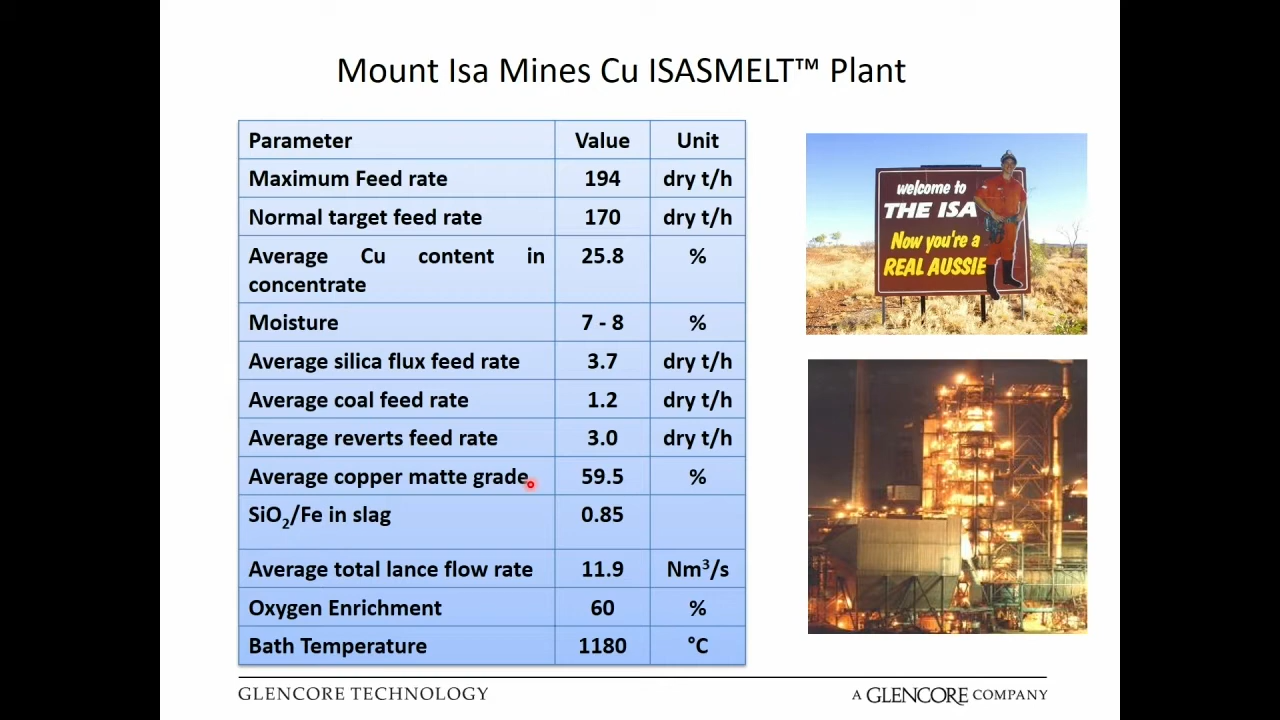 Mount Isa Mines Cu ISASMELT™ Plant
Parameter Value Unit
Maximum Feed rate 194 dry t/h
Normal target feed rate 170 dry t/h
Average Cu content in 25.8 %
concentrate
Moisture 7 - 8 %
Average silica flux feed rate 3.7 dry t/h
Average coal feed rate 1.2 dry t/h
Average reverts feed rate 3.0 dry t/h
Average copper matte grade 59.5 %
SiO₂/Fe in slag 0.85
Average total lance flow rate 11.9 Nm³/s
Oxygen Enrichment 60 %
Bath Temperature 1180 °C
welcome to
THE ISA
Now you're a
REAL AUSSIE
GLENCORE TECHNOLOGY
A GLENCORE COMPANY